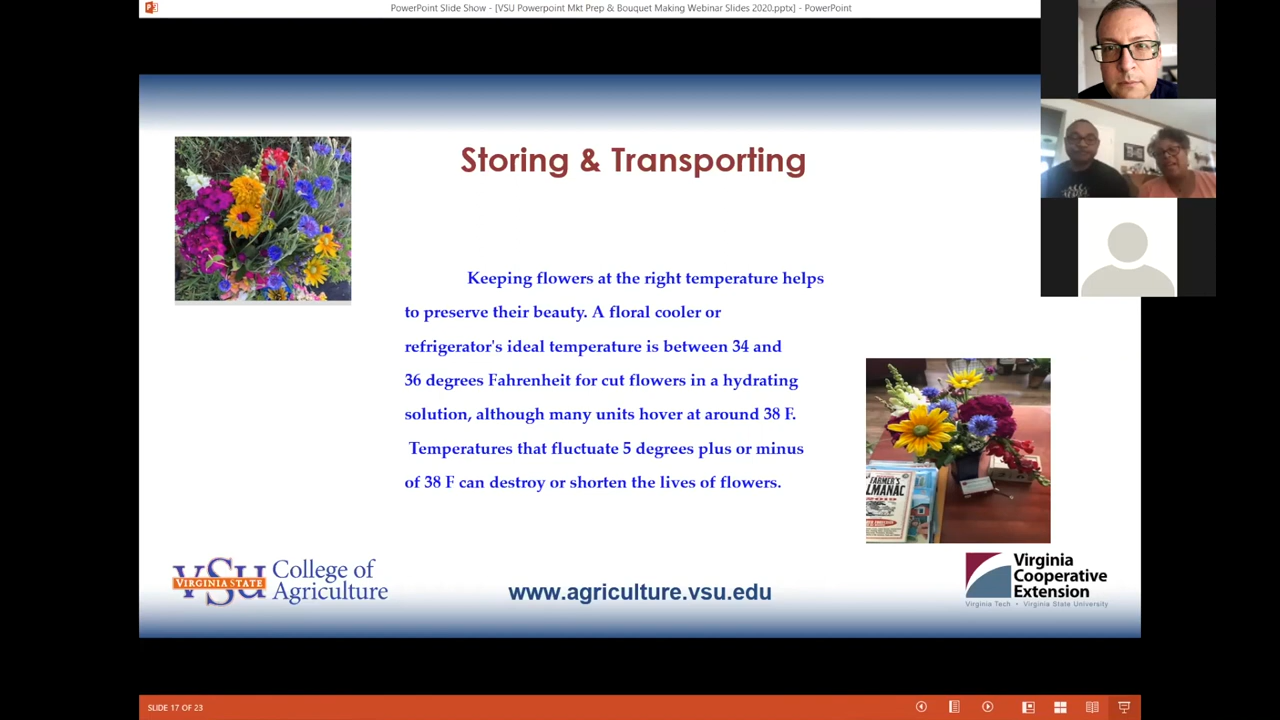 PowerPoint Slide Show - [VSU Powerpoint Mkt Prep & Bouquet Making Webinar Slides 2020.pptx] - PowerPoint
Storing & Transporting
Keeping flowers at the right temperature helps
to preserve their beauty. A floral cooler or
refrigerator's ideal temperature is between 34 and
36 degrees Fahrenheit for cut flowers in a hydrating
solution, although many units hover at around 38 F.
Temperatures that fluctuate 5 degrees plus or minus
of 38 F can destroy or shorten the lives of flowers.
FARMER'S
ALMANAC
2019
VSU
VIRGINIA STATE
College of
Agriculture
www.agriculture.vsu.edu
Virginia
Cooperative
Extension
Virginia Tech • Virginia State University
SLIDE 17 OF 23